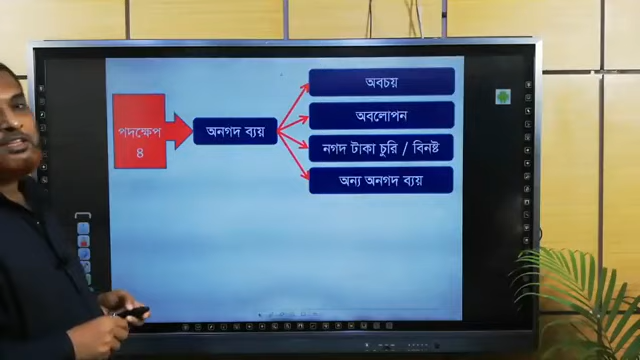 পদক্ষেপ
৪
অনগদ ব্যয়
অবচয়
অবলোপন
নগদ টাকা চুরি / বিনষ্ট
অন্য অনগদ ব্যয়